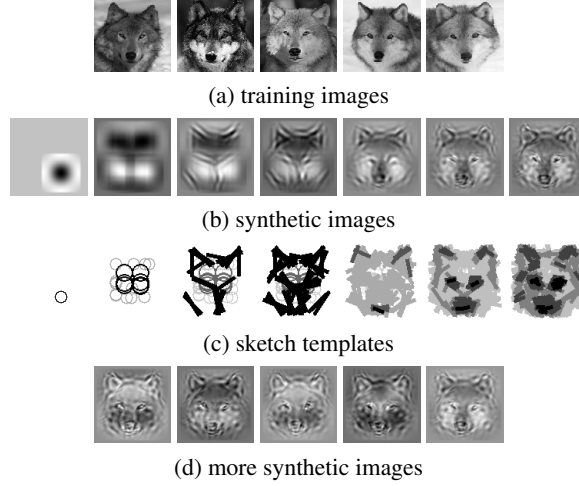 (a) training images
(b) synthetic images
(c) sketch templates
(d) more synthetic images